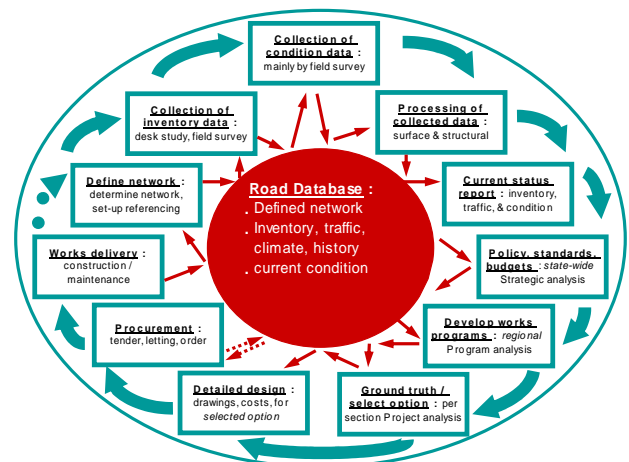 Collection of
condition data :
mainly by field survey
Processing of
collected data :
surface & structural
Current status
report : inventory,
traffic, & condition
Policy, standards,
budgets : state-wide
Strategic analysis
Develop works
programs : regional
Program analysis
Ground truth /
select option : per
section Project analysis
Detailed design :
drawings, costs, for
selected option
Procurement :
tender, letting, order
Works delivery :
construction /
maintenance
Define network :
determine network,
set-up referencing
Collection of
inventory data :
desk study, field survey
Road Database :
. Defined network
. Inventory, traffic,
climate, history
. current condition